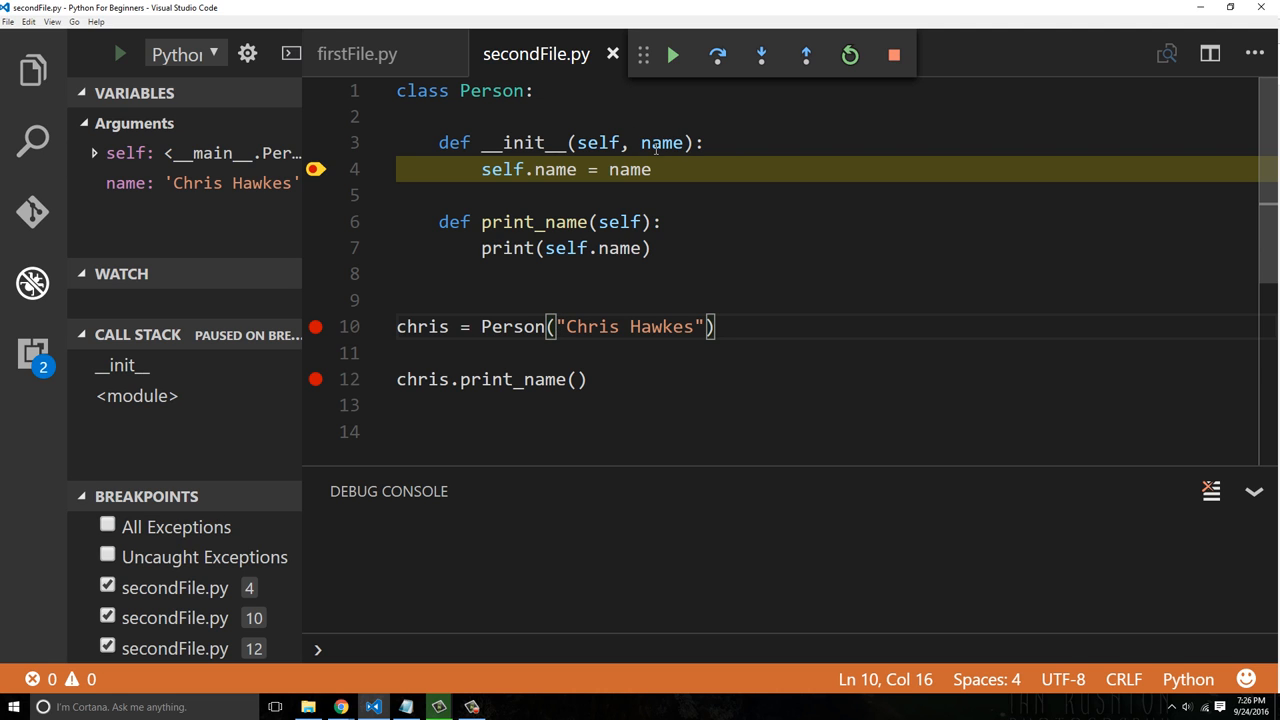 secondFile.py - Python For Beginners - Visual Studio Code
File Edit View Go Help
Python
firstFile.py
secondFile.py
VARIABLES
Arguments
self: <__main__.Per...
name: 'Chris Hawkes'
WATCH
CALL STACK PAUSED ON BRE...
__init__
<module>
BREAKPOINTS
All Exceptions
Uncaught Exceptions
secondFile.py 4
secondFile.py 10
secondFile.py 12
2
1 class Person:
2
3 def __init__(self, name):
4 self.name = name
5
6 def print_name(self):
7 print(self.name)
8
9
10 chris = Person("Chris Hawkes")
11
12 chris.print_name()
13
14
DEBUG CONSOLE
0 0
Ln 10, Col 16 Spaces: 4 UTF-8 CRLF Python
I'm Cortana. Ask me anything.
7:26 PM
9/24/2016